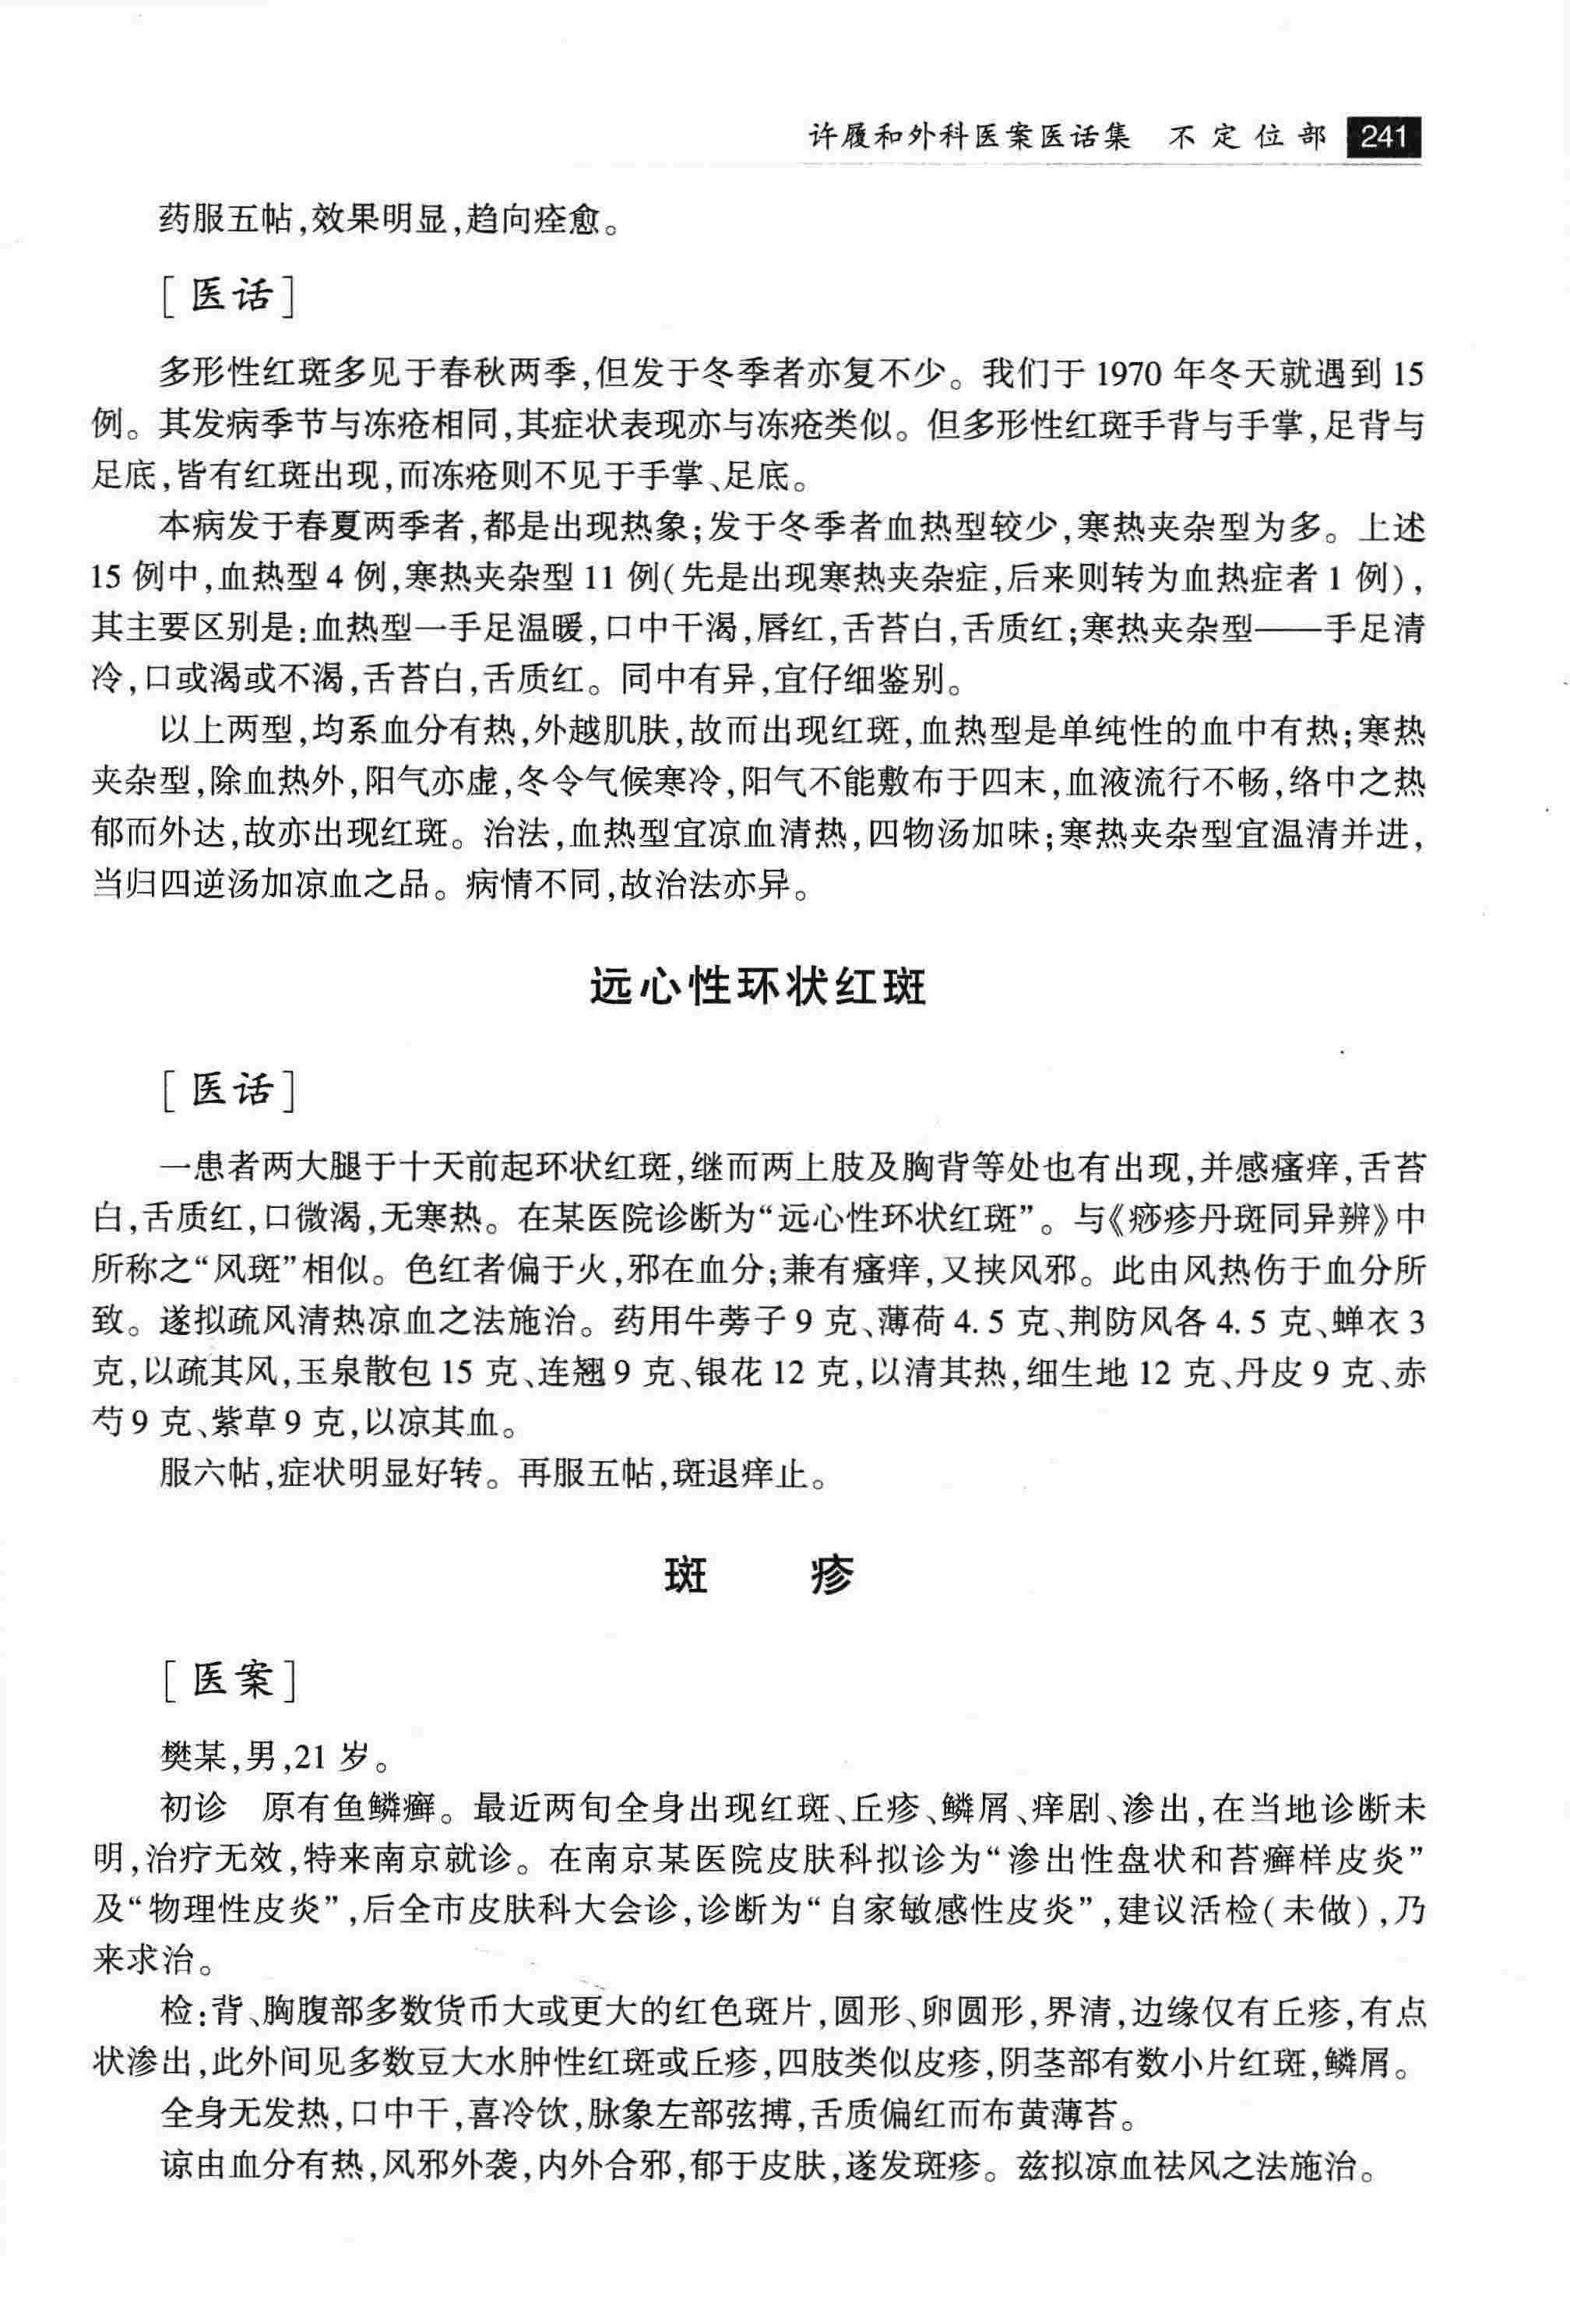 许履和外科医案医话集 不定位部 241
药服五帖,效果明显,趋向痊愈。
[医话]
多形性红斑多见于春秋两季,但发于冬季者亦复不少。我们于 1970 年冬天就遇到 15
例。其发病季节与冻疮相同,其症状表现亦与冻疮类似。但多形性红斑手背与手掌,足背与
足底,皆有红斑出现,而冻疮则不见于手掌、足底。
本病发于春夏两季者,都是出现热象;发于冬季者血热型较少,寒热夹杂型为多。上述
15 例中,血热型 4 例,寒热夹杂型 11 例(先是出现寒热夹杂症,后来则转为血热症者 1 例),
其主要区别是:血热型一手足温暖,口中干渴,唇红,舌苔白,舌质红;寒热夹杂型——手足清
冷,口或渴或不渴,舌苔白,舌质红。同中有异,宜仔细鉴别。
以上两型,均系血分有热,外越肌肤,故而出现红斑,血热型是单纯性的血中有热;寒热
夹杂型,除血热外,阳气亦虚,冬令气候寒冷,阳气不能敷布于四末,血液流行不畅,络中之热
郁而外达,故亦出现红斑。治法,血热型宜凉血清热,四物汤加味;寒热夹杂型宜温清并进,
当归四逆汤加凉血之品。病情不同,故治法亦异。
远心性环状红斑
[医话]
一患者两大腿于十天前起环状红斑,继而两上肢及胸背等处也有出现,并感瘙痒,舌苔
白,舌质红,口微渴,无寒热。在某医院诊断为“远心性环状红斑”。与《痧疹丹斑同异辨》中
所称之“风斑”相似。色红者偏于火,邪在血分;兼有瘙痒,又挟风邪。此由风热伤于血分所
致。遂拟疏风清热凉血之法施治。药用牛蒡子 9 克、薄荷 4.5 克、荆防风各 4.5 克、蝉衣 3
克,以疏其风,玉泉散包 15 克、连翘 9 克、银花 12 克,以清其热,细生地 12 克、丹皮 9 克、赤
芍 9 克、紫草 9 克,以凉其血。
服六帖,症状明显好转。再服五帖,斑退痒止。
斑 疹
[医案]
樊某,男,21 岁。
初诊 原有鱼鳞癣。最近两旬全身出现红斑、丘疹、鳞屑、痒剧、渗出,在当地诊断未
明,治疗无效,特来南京就诊。在南京某医院皮肤科拟诊为“渗出性盘状和苔癣样皮炎”
及“物理性皮炎”,后全市皮肤科大会诊,诊断为“自家敏感性皮炎”,建议活检(未做),乃
来求治。
检:背、胸腹部多数货币大或更大的红色斑片,圆形、卵圆形,界清,边缘仅有丘疹,有点
状渗出,此外间见多数豆大水肿性红斑或丘疹,四肢类似皮疹,阴茎部有数小片红斑,鳞屑。
全身无发热,口中干,喜冷饮,脉象左部弦搏,舌质偏红而布黄薄苔。
谅由血分有热,风邪外袭,内外合邪,郁于皮肤,遂发斑疹。兹拟凉血祛风之法施治。